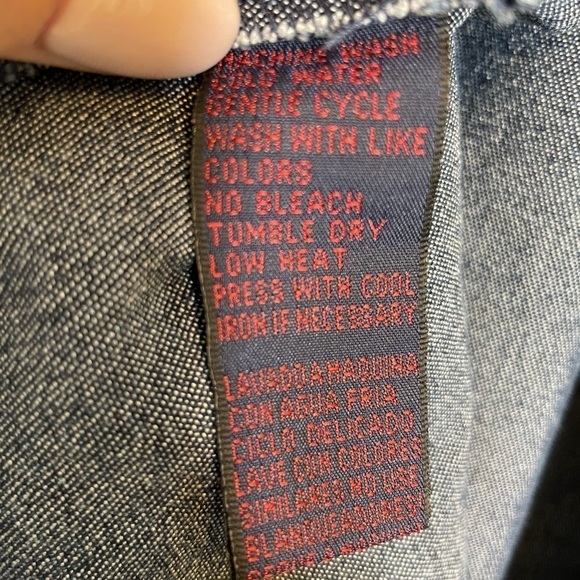 MACHINE WASH
COLD WATER
GENTLE CYCLE
WASH WITH LIKE
COLORS
NO BLEACH
TUMBLE DRY
LOW HEAT
PRESS WITH COOL
IRON IF NECESSARY
LAVADO A MAQUINA
CON AGUA FRIA
CICLO DELICADO
LAVE CON COLORES
NO USE